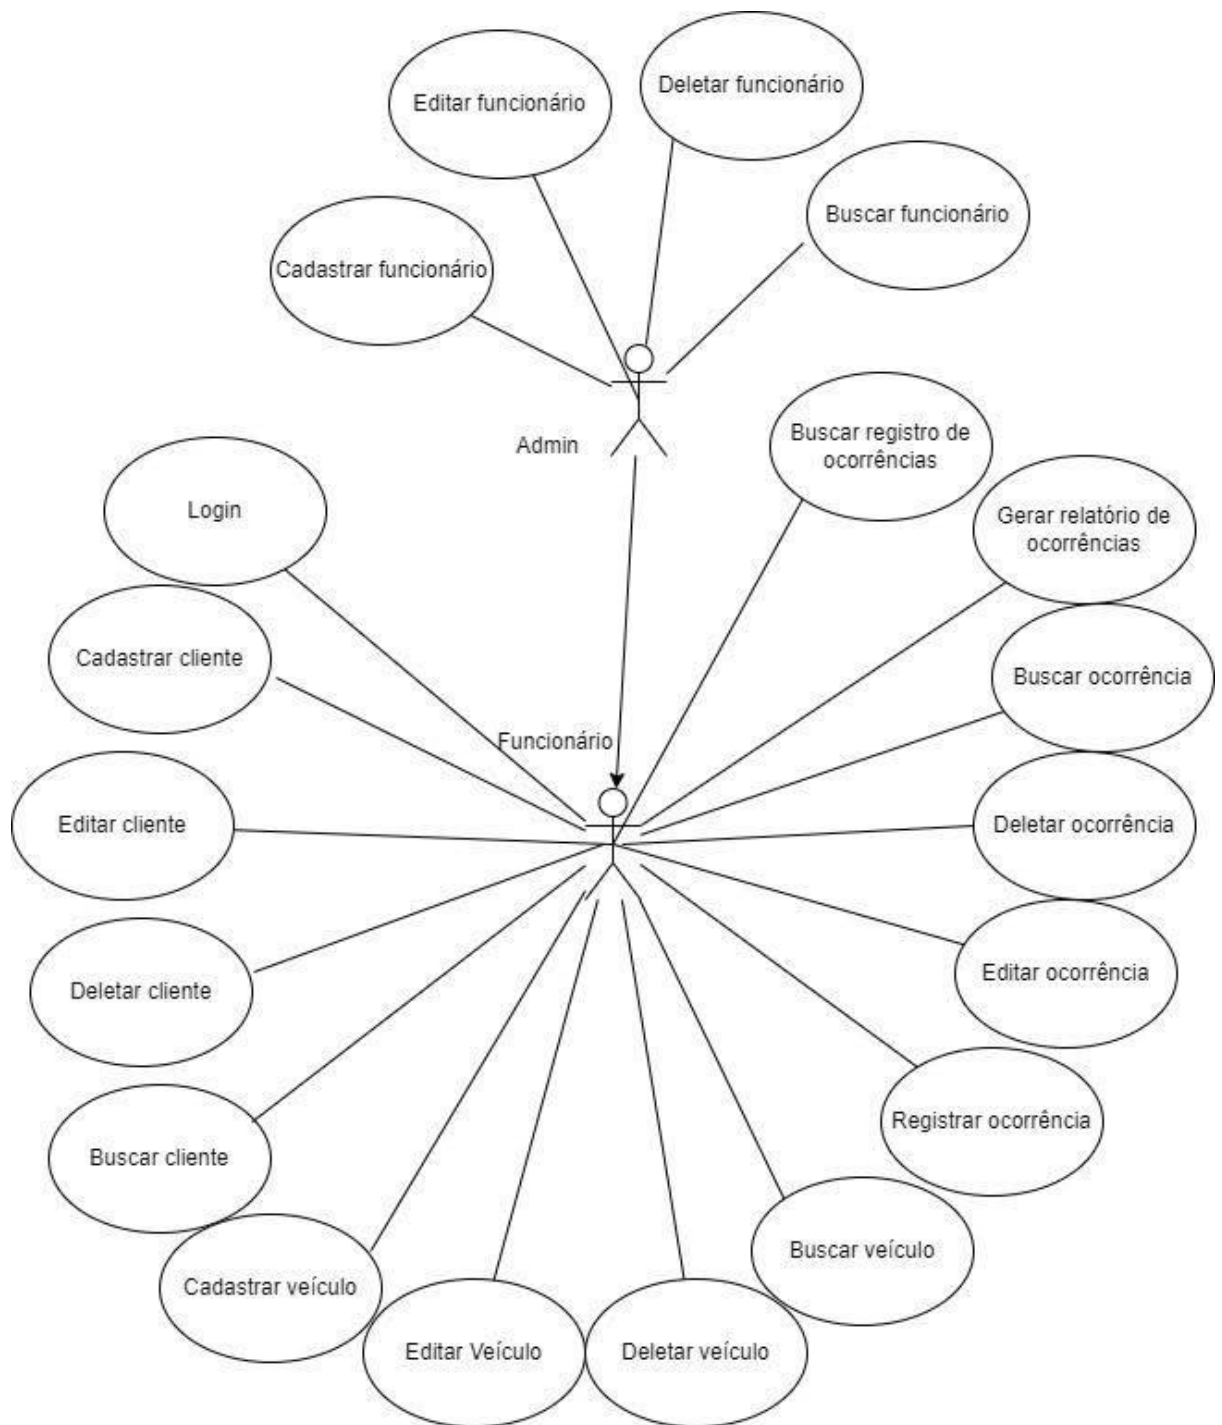 Deletar funcionário
Editar funcionário
Buscar funcionário
Cadastrar funcionário
Admin
Buscar registro de
ocorrências
Login
Gerar relatório de
ocorrências
Cadastrar cliente
Buscar ocorrência
Funcionário
Editar cliente
Deletar ocorrência
Deletar cliente
Editar ocorrência
Registrar ocorrência
Buscar cliente
Buscar veículo
Cadastrar veículo
Editar Veículo
Deletar veículo